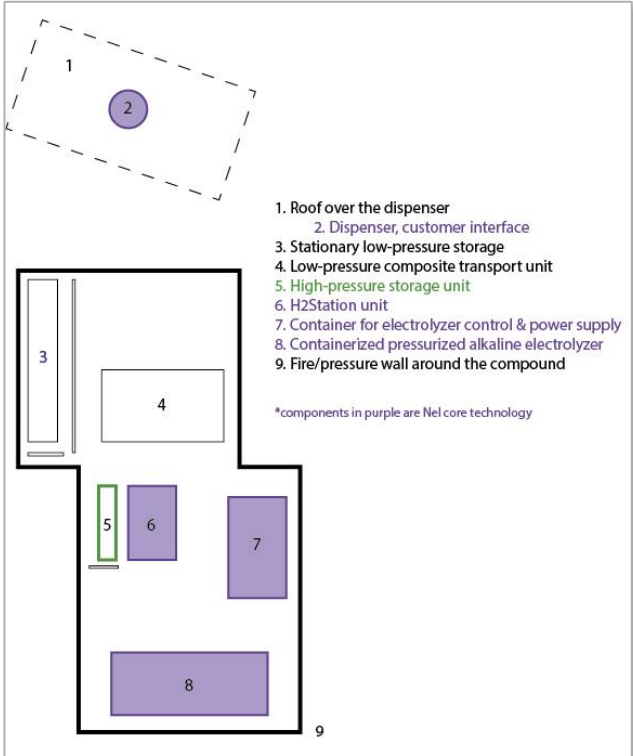 1
2
1. Roof over the dispenser
2. Dispenser, customer interface
3. Stationary low-pressure storage
4. Low-pressure composite transport unit
5. High-pressure storage unit
6. H2Station unit
7. Container for electrolyzer control & power supply
8. Containerized pressurized alkaline electrolyzer
9. Fire/pressure wall around the compound
*components in purple are Nel core technology
3
4
5
6
7
8
9